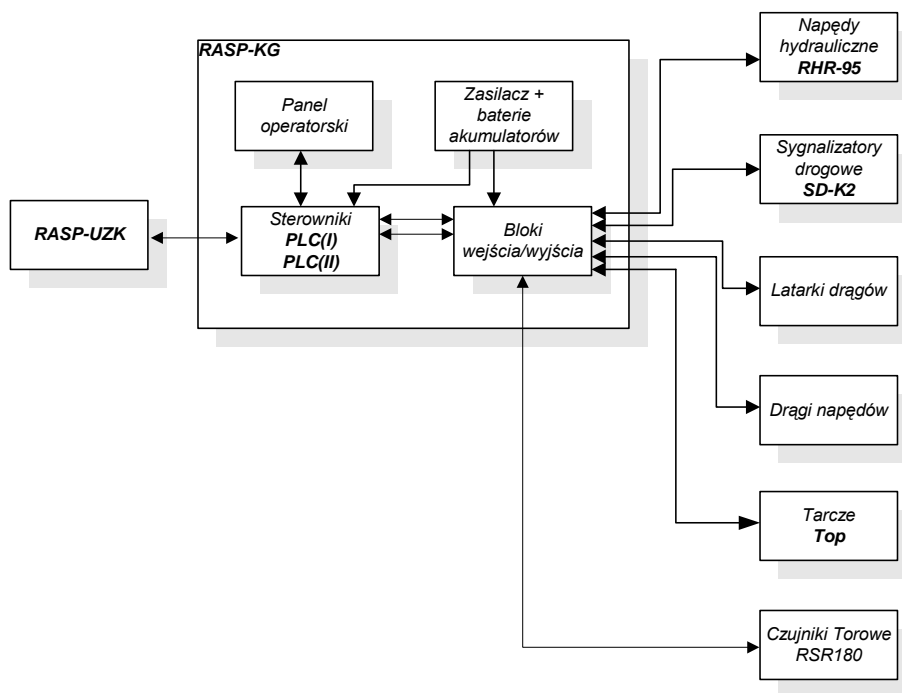 RASP-KG
Panel
operatorski
Zasilacz +
baterie
akumulatorów
RASP-UZK
Sterowniki
PLC(I)
PLC(II)
Bloki
wejścia/wyjścia
Napędy
hydrauliczne
RHR-95
Sygnalizatory
drogowe
SD-K2
Latarki drągów
Drągi napędów
Tarcze
Top
Czujniki Torowe
RSR180